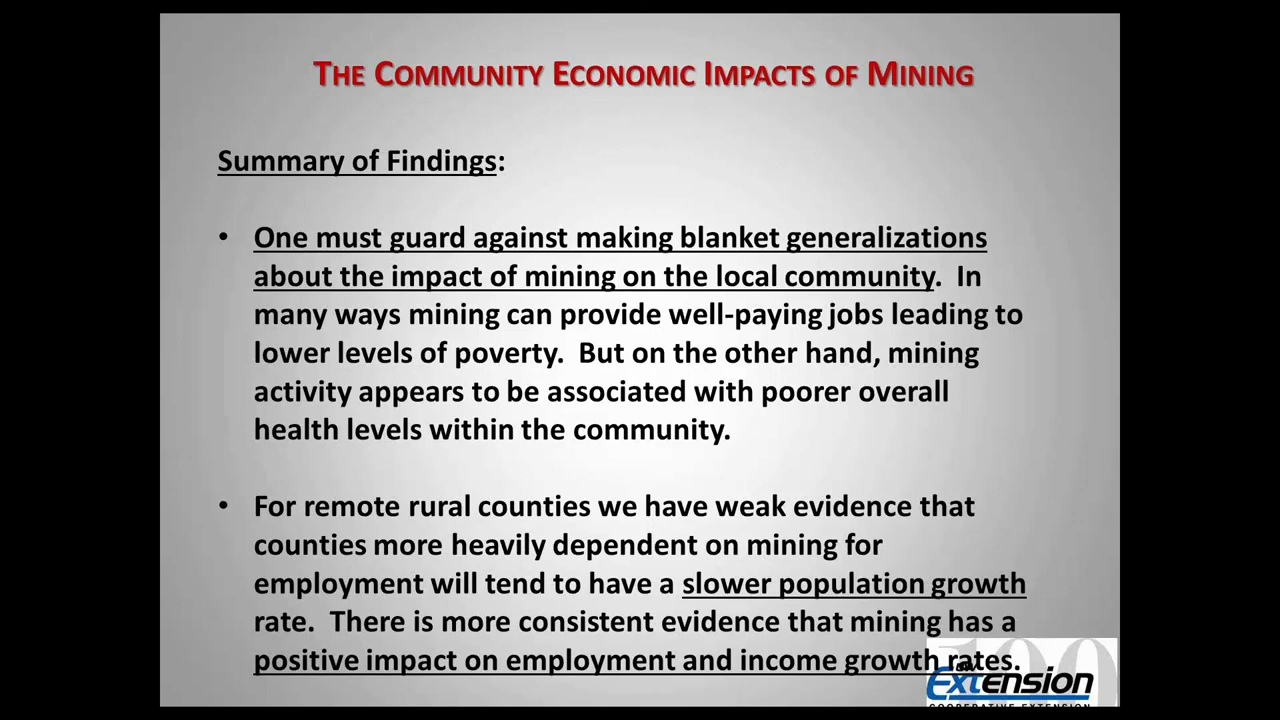 THE COMMUNITY ECONOMIC IMPACTS OF MINING
Summary of Findings:
• One must guard against making blanket generalizations
about the impact of mining on the local community. In
many ways mining can provide well-paying jobs leading to
lower levels of poverty. But on the other hand, mining
activity appears to be associated with poorer overall
health levels within the community.
• For remote rural counties we have weak evidence that
counties more heavily dependent on mining for
employment will tend to have a slower population growth
rate. There is more consistent evidence that mining has a
positive impact on employment and income growth rates.
100
Extension
COOPERATIVE EXTENSION